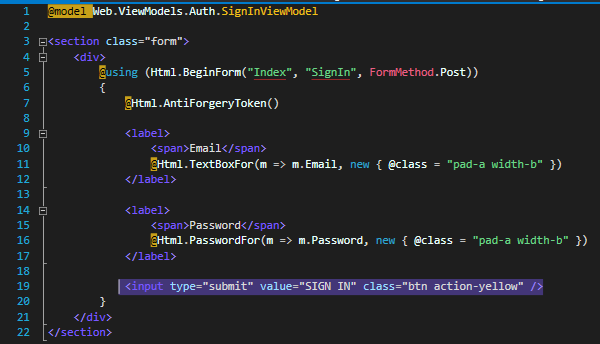 1 @model Web.ViewModels.Auth.SignInViewModel
2
3 <section class="form">
4 <div>
5 @using (Html.BeginForm("Index", "SignIn", FormMethod.Post))
6 {
7 @Html.AntiForgeryToken()
8
9 <label>
10 <span>Email</span>
11 @Html.TextBoxFor(m => m.Email, new { @class = "pad-a width-b" })
12 </label>
13
14 <label>
15 <span>Password</span>
16 @Html.PasswordFor(m => m.Password, new { @class = "pad-a width-b" })
17 </label>
18
19 <input type="submit" value="SIGN IN" class="btn action-yellow" />
20 }
21 </div>
22 </section>